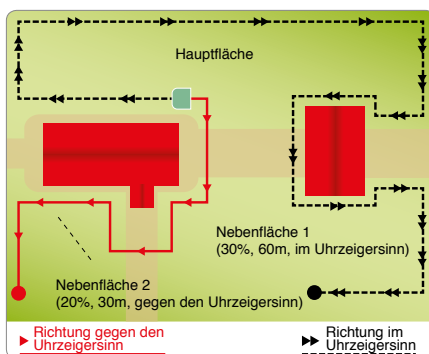 Hauptfläche
Nebenfläche 1
(30%, 60m, im Uhrzeigersinn)
Nebenfläche 2
(20%, 30m, gegen den Uhrzeigersinn)
Richtung gegen den
Uhrzeigersinn
Richtung im
Uhrzeigersinn